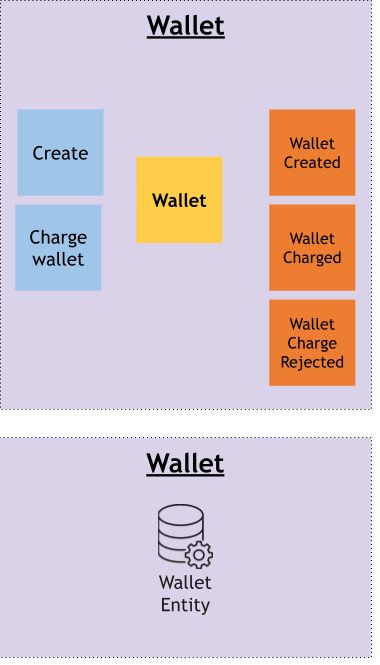 Wallet
Create
Charge
wallet
Wallet
Wallet
Created
Wallet
Charged
Wallet
Charge
Rejected
Wallet
Wallet
Entity